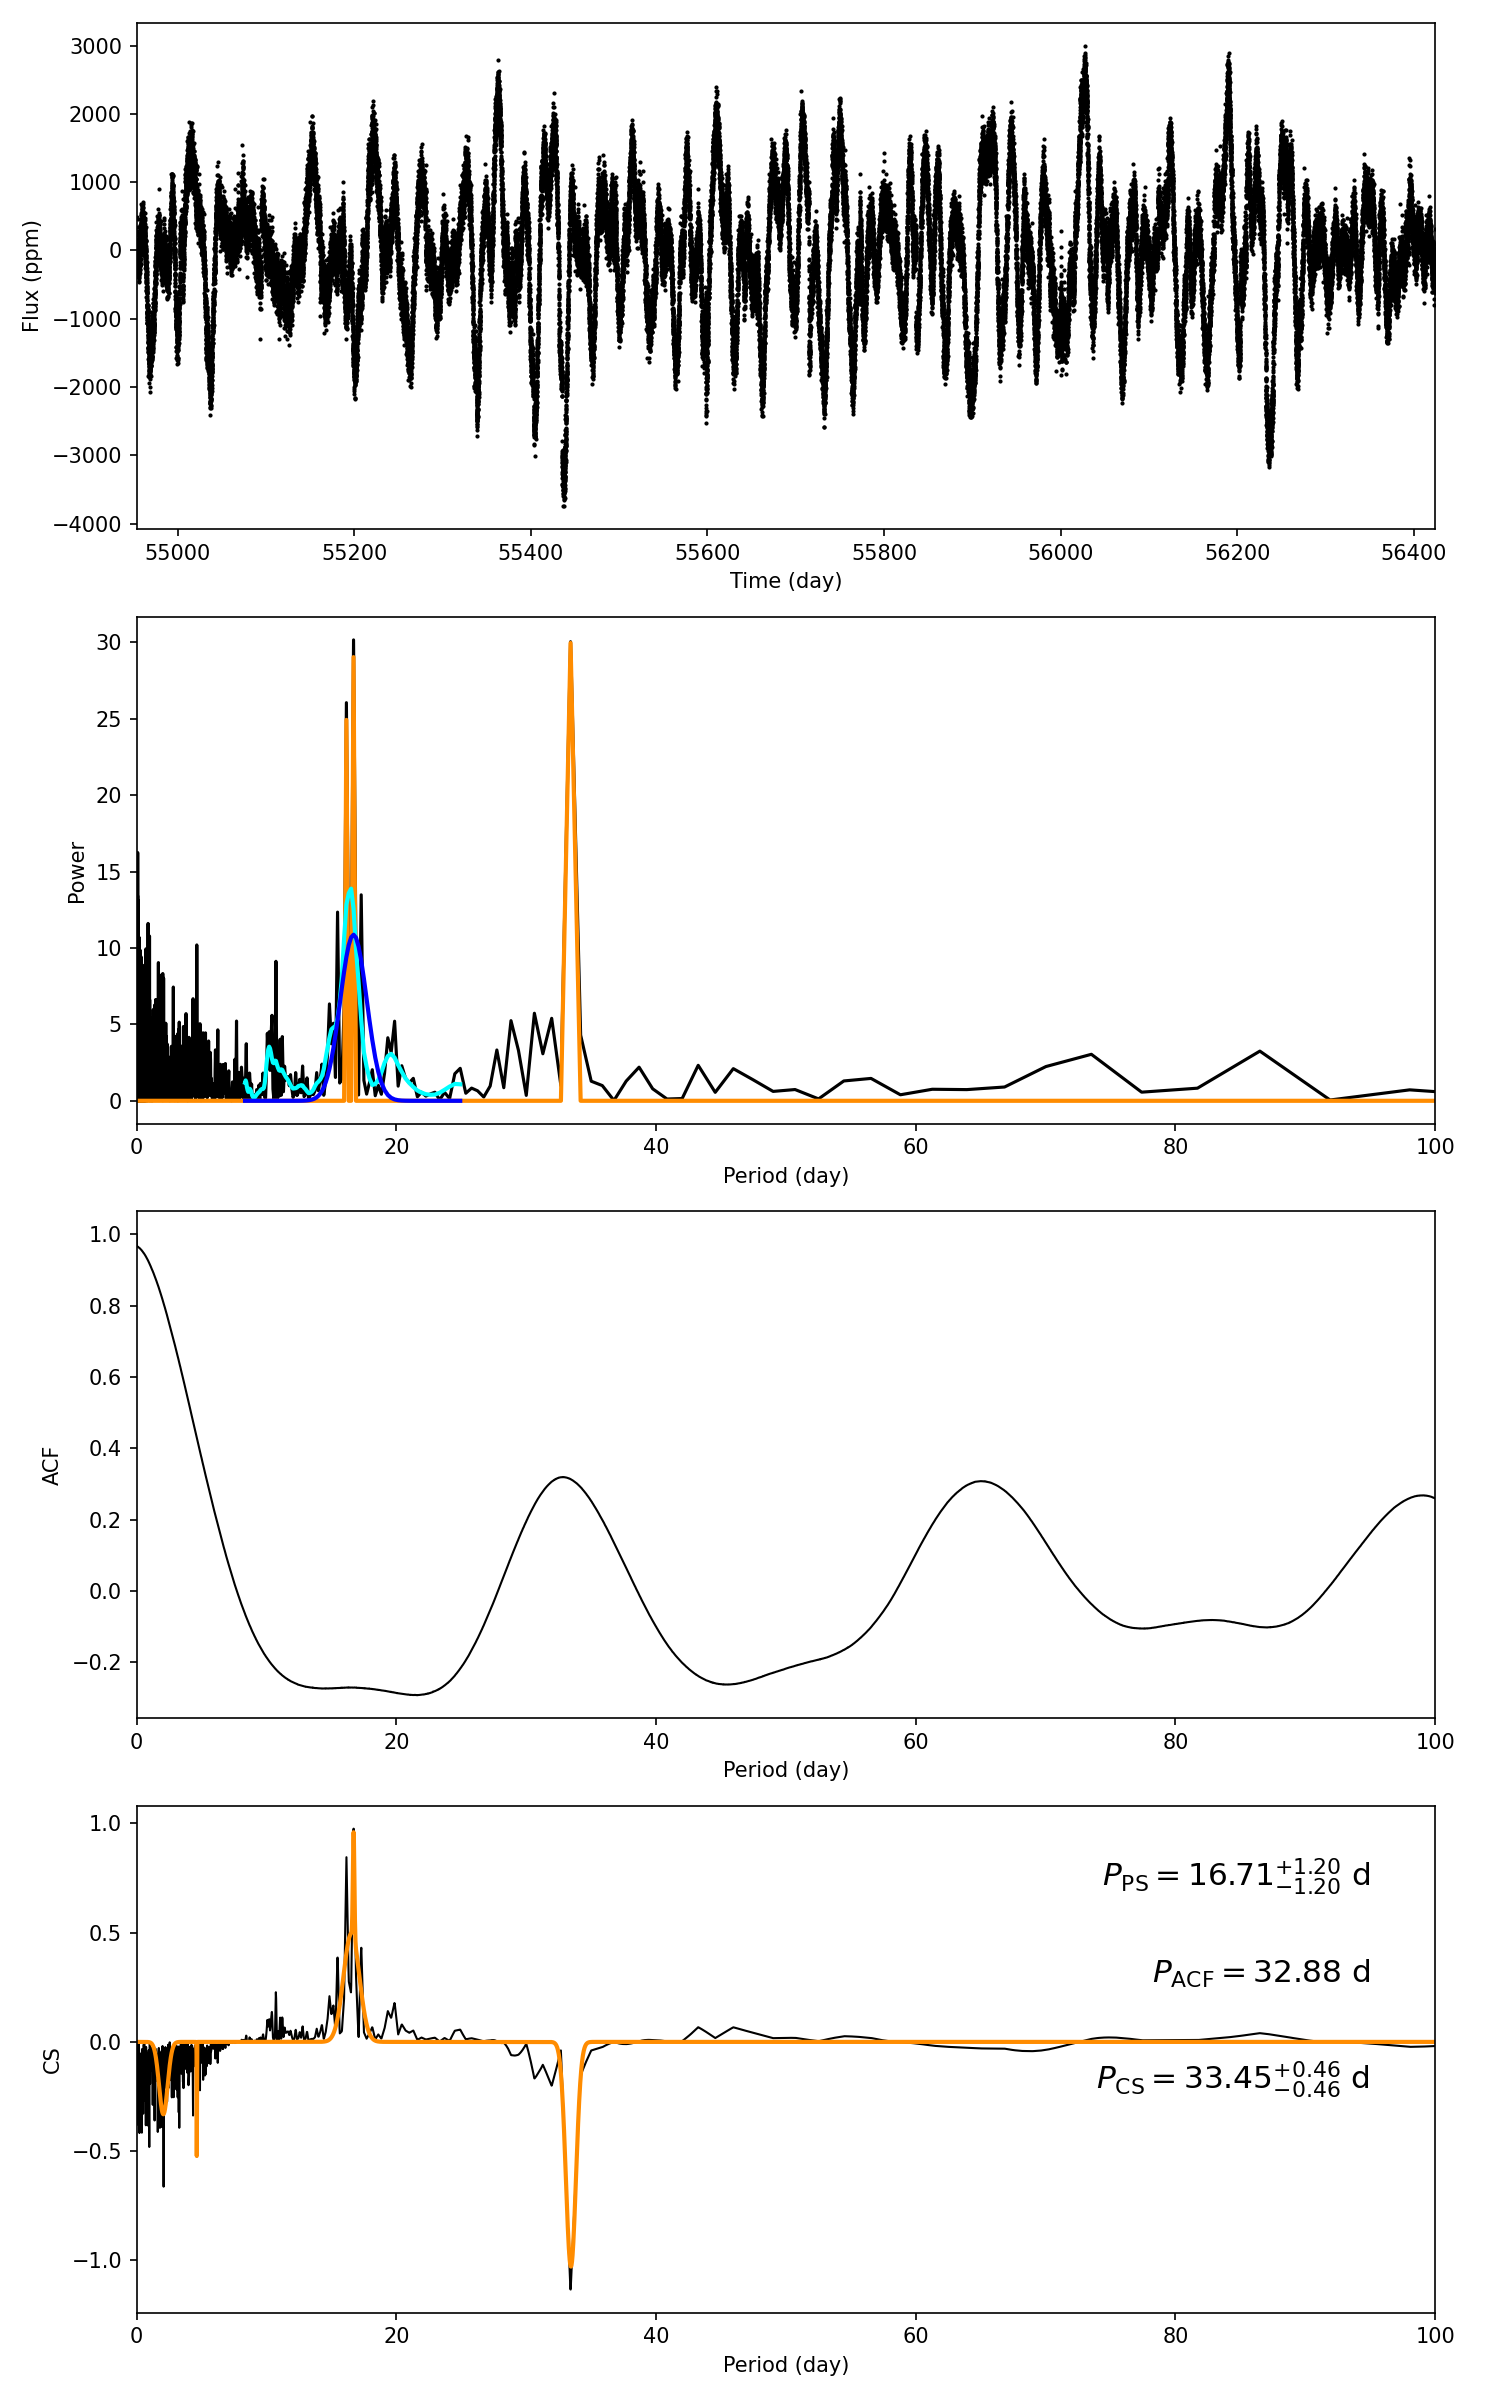 3000
2000
1000
0
−1000
−2000
−3000
−4000
Flux (ppm)
55000 55200 55400 55600 55800 56000 56200 56400
Time (day)
30
25
20
15
10
5
0
Power
0 20 40 60 80 100
Period (day)
1.0
0.8
0.6
0.4
0.2
0.0
−0.2
ACF
0 20 40 60 80 100
Period (day)
1.0
0.5
0.0
−0.5
−1.0
CS
P_PS = 16.71 +1.20 −1.20 d
P_ACF = 32.88 d
P_CS = 33.45 +0.46 −0.46 d
0 20 40 60 80 100
Period (day)